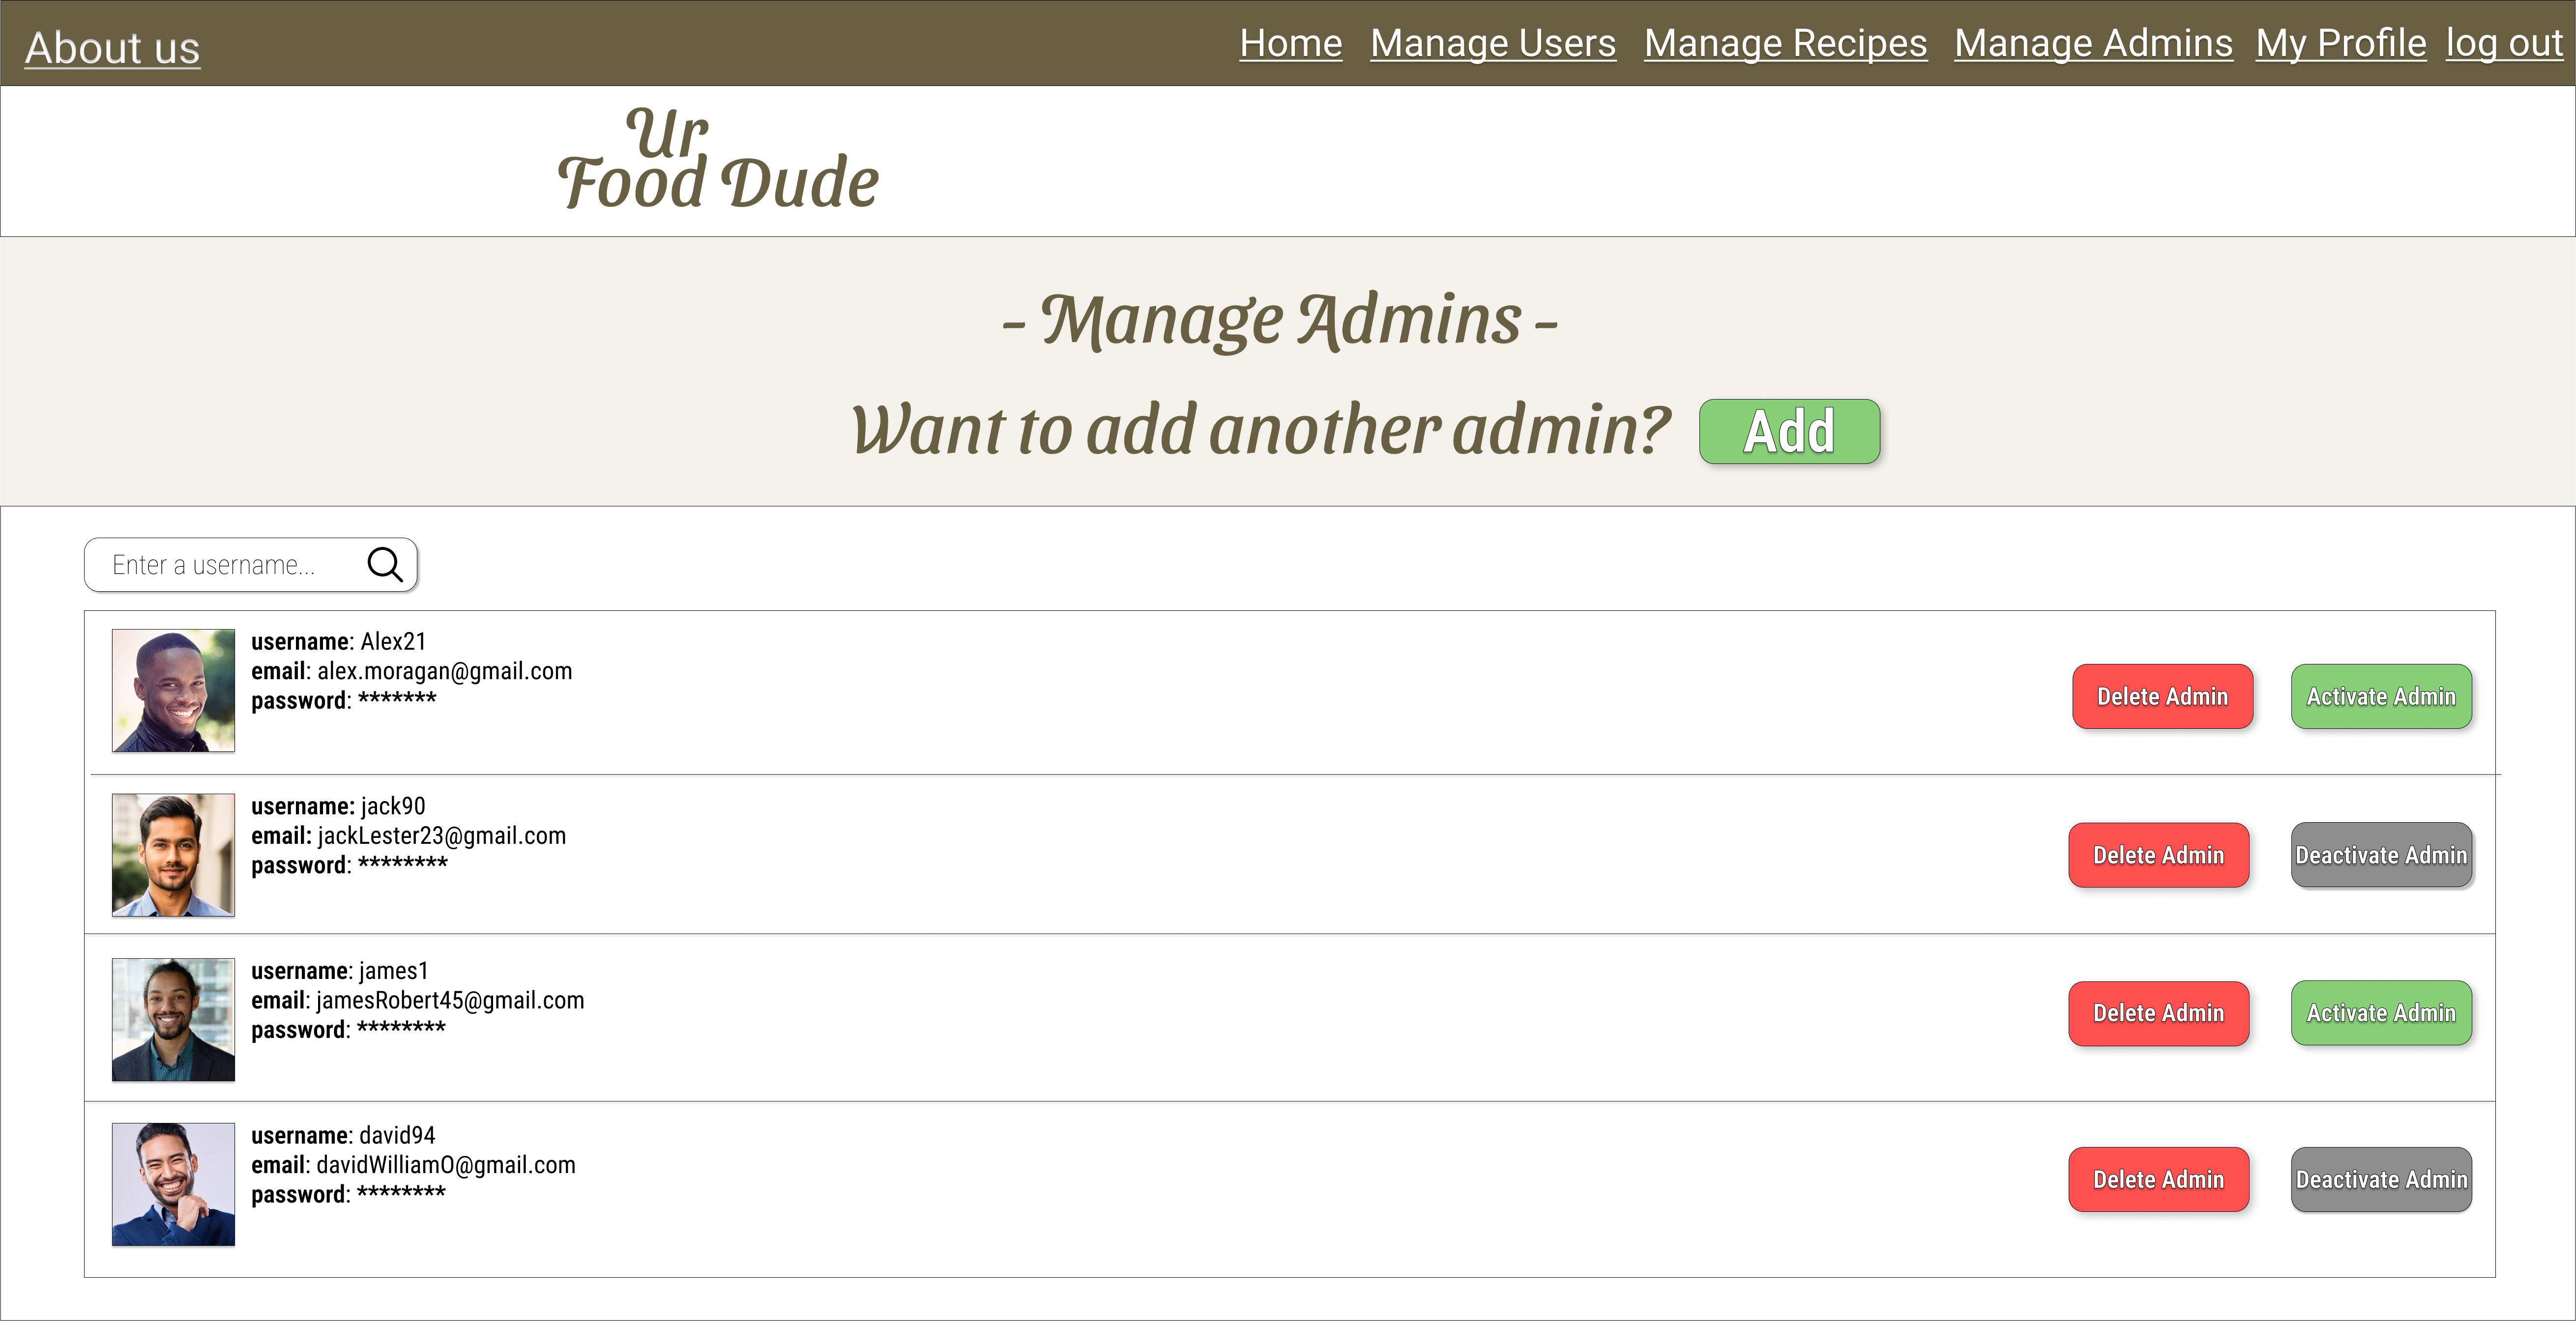 About us
Home Manage Users Manage Recipes Manage Admins My Profile log out
Ur
Food Dude
- Manage Admins -
Want to add another admin? Add
Enter a username...
username: Alex21
email: alex.moragan@gmail.com
password: *******
Delete Admin Activate Admin
username: jack90
email: jackLester23@gmail.com
password: ********
Delete Admin Deactivate Admin
username: james1
email: jamesRobert45@gmail.com
password: ********
Delete Admin Activate Admin
username: david94
email: davidWilliamO@gmail.com
password: ********
Delete Admin Deactivate Admin